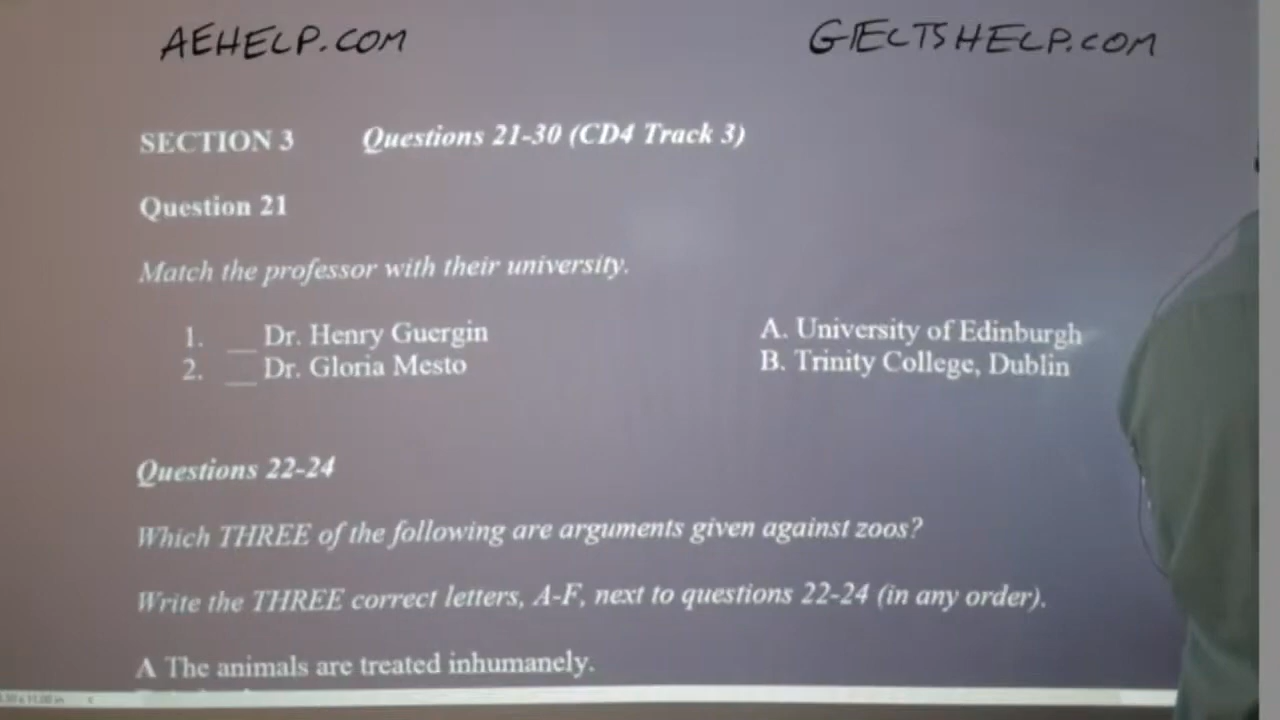 AEHELP.COM GIELTSHELP.COM
SECTION 3 Questions 21-30 (CD4 Track 3)
Question 21
Match the professor with their university.
1. __ Dr. Henry Guergin A. University of Edinburgh
2. __ Dr. Gloria Mesto B. Trinity College, Dublin
Questions 22-24
Which THREE of the following are arguments given against zoos?
Write the THREE correct letters, A-F, next to questions 22-24 (in any order).
A The animals are treated inhumanely.